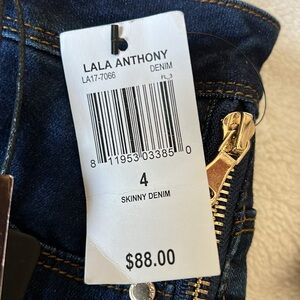 LALA ANTHONY
LA17-7066 DENIM
FL_3
8 11953 03385 0
4
SKINNY DENIM
$88.00